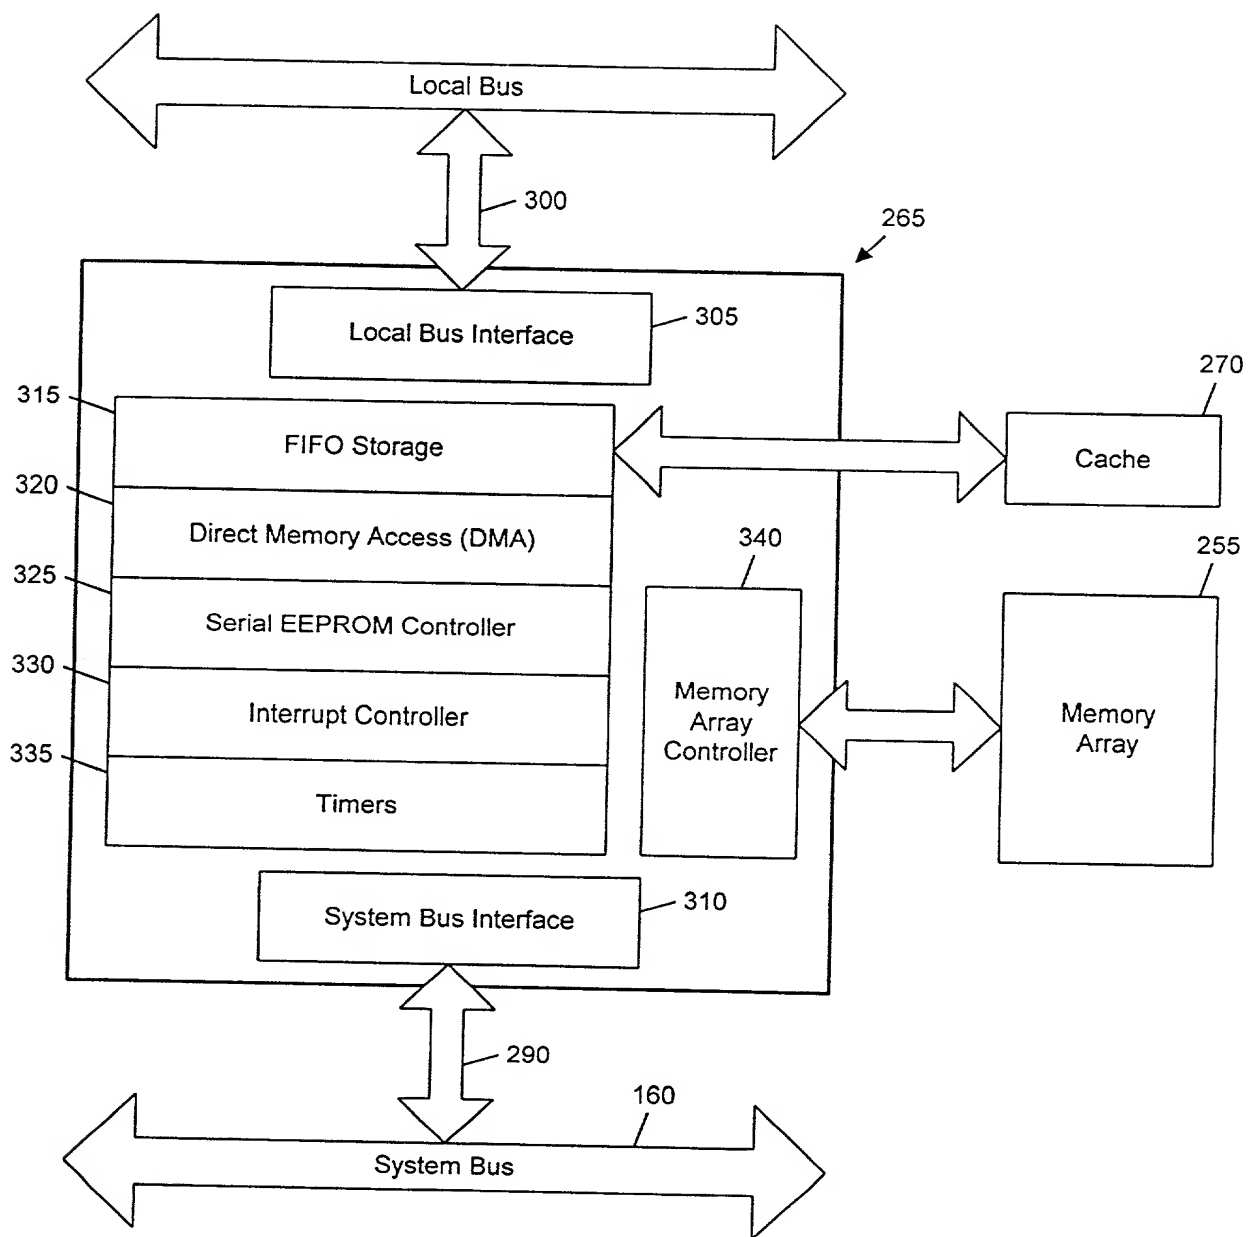 Local Bus
300
265
Local Bus Interface
305
315
FIFO Storage
270
Cache
320
Direct Memory Access (DMA)
340
255
325
Serial EEPROM Controller
330
Interrupt Controller
Memory
Array
Controller
Memory
Array
335
Timers
System Bus Interface
310
290
160
System Bus